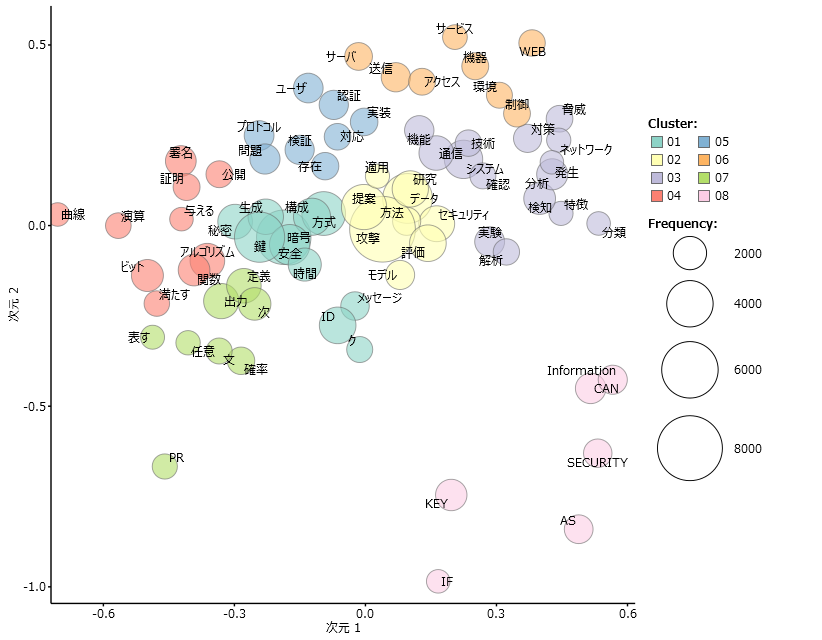 サービス
WEB
サーバ
機器
送信
アクセス
ユーザ
環境
認証
制御
脅威
実装
プロトコル
対策
検証
対応
機能
技術
問題
通信
ネットワーク
署名
存在
適用
システム
発生
公開
研究
確認
分析
証明
提案
データ
検知
特徴
曲線
演算
与える
生成
構成
方式
方法
セキュリティ
秘密
暗号
攻撃
実験
分類
鍵
安全
評価
解析
アルゴリズム
ビット
関数
定義
時間
モデル
満たす
出力
次
メッセージ
ID
表す
任意
文
確率
ク
Information
CAN
PR
SECURITY
KEY
AS
IF
0.5
0.0
-0.5
-1.0
次元 2
-0.6
-0.3
0.0
0.3
0.6
次元 1
Cluster:
01
05
02
06
03
07
04
08
Frequency:
2000
4000
6000
8000